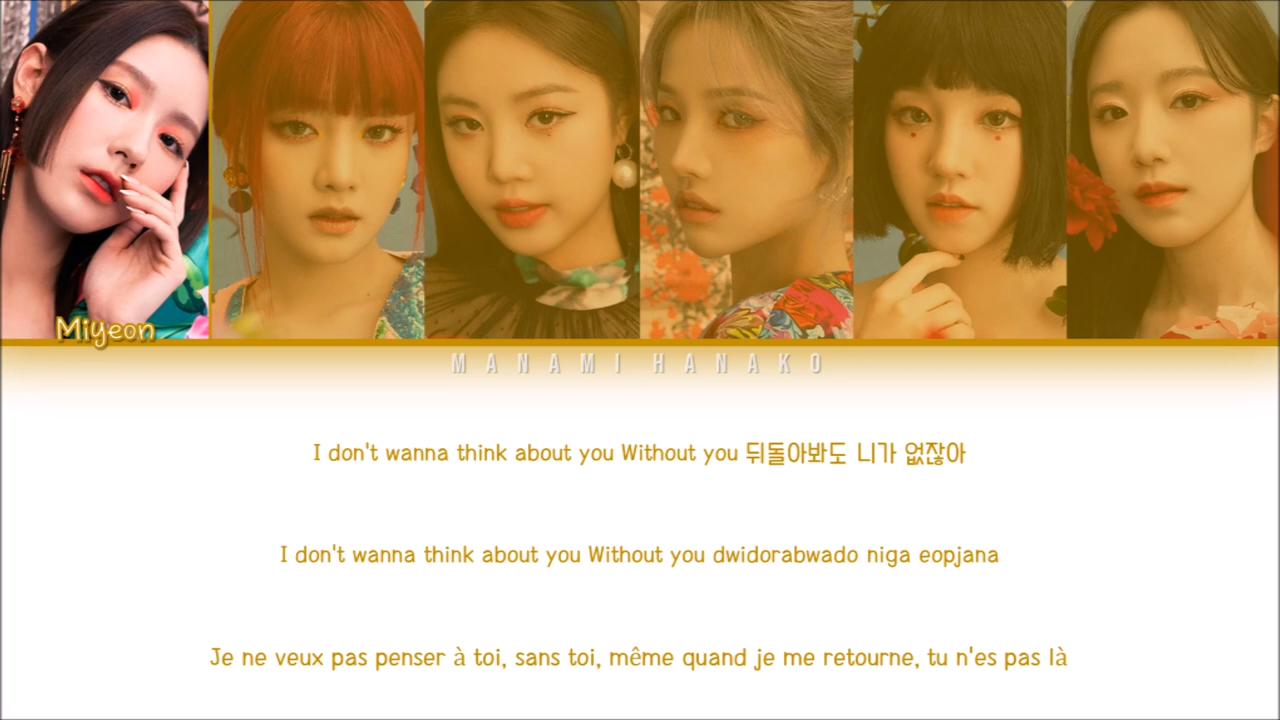 Miyeon
MANAMI HANAKO
I don't wanna think about you Without you 뒤돌아봐도 니가 없잖아
I don't wanna think about you Without you dwidorabwado niga eopjana
Je ne veux pas penser à toi, sans toi, même quand je me retourne, tu n'es pas là